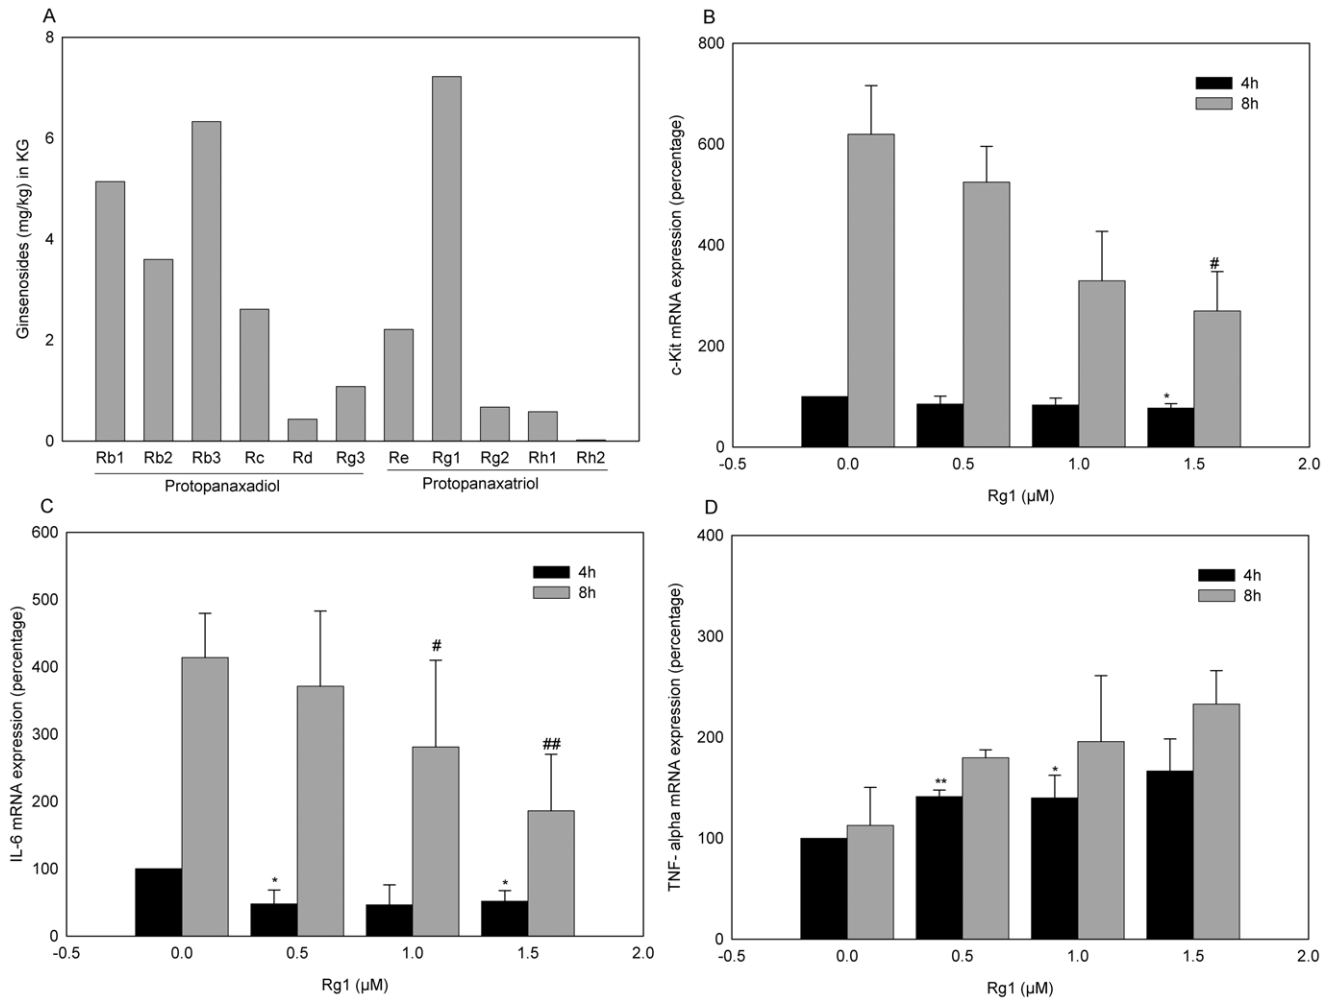 A
Ginsenosides (mg/kg) in KG
8
6
4
2
0
Rb1 Rb2 Rb3 Rc Rd Rg3 Re Rg1 Rg2 Rh1 Rh2
Protopanaxadiol Protopanaxatriol
B
c-Kit mRNA expression (percentage)
800
600
400
200
0
4h
8h
#
*
-0.5 0.0 0.5 1.0 1.5 2.0
Rg1 (µM)
C
IL-6 mRNA expression (percentage)
600
500
400
300
200
100
0
4h
8h
#
##
* *
-0.5 0.0 0.5 1.0 1.5 2.0
Rg1 (µM)
D
TNF- alpha mRNA expression (percentage)
400
300
200
100
0
4h
8h
** *
-0.5 0.0 0.5 1.0 1.5 2.0
Rg1 (µM)